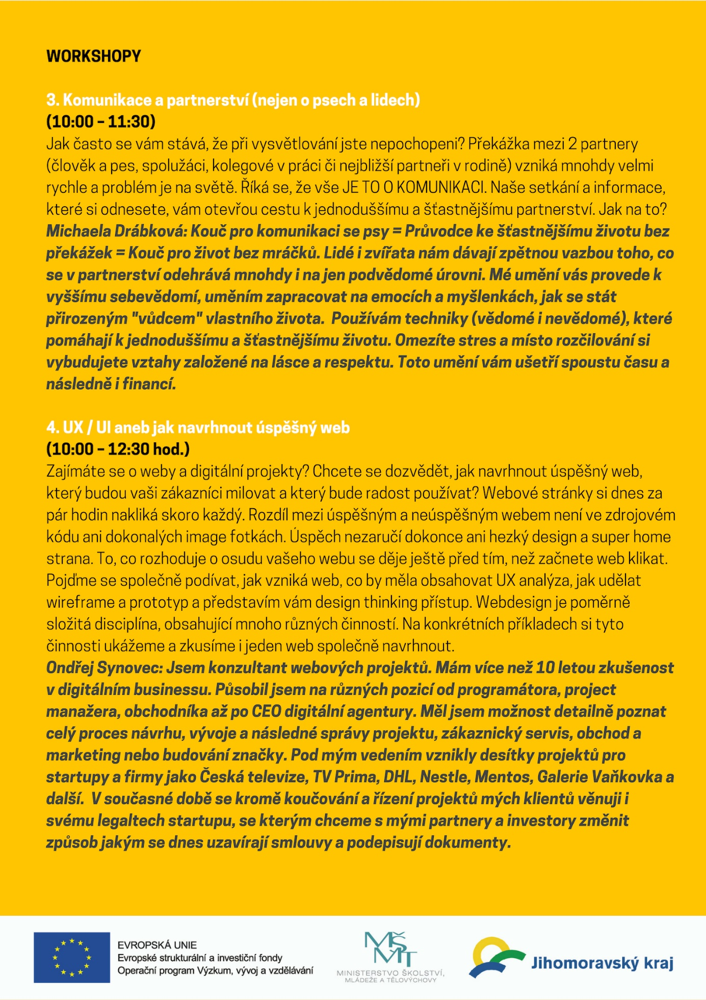 WORKSHOPY
3. Komunikace a partnerství (nejen o psech a lidech)
(10:00 – 11:30)
Jak často se vám stává, že při vysvětlování jste nepochopeni? Překážka mezi 2 partnery
(člověk a pes, spolužáci, kolegové v práci či nejbližší partneři v rodině) vzniká mnohdy velmi
rychle a problém je na světě. Říká se, že vše JE TO O KOMUNIKACI. Naše setkání a informace,
které si odnesete, vám otevřou cestu k jednoduššímu a šťastnějšímu partnerství. Jak na to?
Michaela Drábková: Kouč pro komunikaci se psy = Průvodce ke šťastnějšímu životu bez
překážek = Kouč pro život bez mráčků. Lidé i zvířata nám dávají zpětnou vazbou toho, co
se v partnerství odehrává mnohdy i na jen podvědomé úrovni. Mé umění vás provede k
vyššímu sebevědomí, uměním zapracovat na emocích a myšlenkách, jak se stát
přirozeným "vůdcem" vlastního života.  Používám techniky (vědomé i nevědomé), které
pomáhají k jednoduššímu a šťastnějšímu životu. Omezíte stres a místo rozčilování si
vybudujete vztahy založené na lásce a respektu. Toto umění vám ušetří spoustu času a
následně i financí.
4. UX / UI aneb jak navrhnout úspěšný web
(10:00 – 12:30 hod.)
Zajímáte se o weby a digitální projekty? Chcete se dozvědět, jak navrhnout úspěšný web,
který budou vaši zákazníci milovat a který bude radost používat? Webové stránky si dnes za
pár hodin nakliká skoro každý. Rozdíl mezi úspěšným a neúspěšným webem není ve zdrojovém
kódu ani dokonalých image fotkách. Úspěch nezaručí dokonce ani hezký design a super home
strana. To, co rozhoduje o osudu vašeho webu se děje ještě před tím, než začnete web klikat.
Pojďme se společně podívat, jak vzniká web, co by měla obsahovat UX analýza, jak udělat
wireframe a prototyp a představím vám design thinking přístup. Webdesign je poměrně
složitá disciplína, obsahující mnoho různých činností. Na konkrétních příkladech si tyto
činnosti ukážeme a zkusíme i jeden web společně navrhnout.
Ondřej Synovec: Jsem konzultant webových projektů. Mám více než 10 letou zkušenost
v digitálním businessu. Působil jsem na různých pozicí od programátora, project
manažera, obchodníka až po CEO digitální agentury. Měl jsem možnost detailně poznat
celý proces návrhu, vývoje a následné správy projektu, zákaznický servis, obchod a
marketing nebo budování značky. Pod mým vedením vznikly desítky projektů pro
startupy a firmy jako Česká televize, TV Prima, DHL, Nestle, Mentos, Galerie Vaňkovka a
další.  V současné době se kromě koučování a řízení projektů mých klientů věnuji i
svému legaltech startupu, se kterým chceme s mými partnery a investory změnit
způsob jakým se dnes uzavírají smlouvy a podepisují dokumenty.
EVROPSKÁ UNIE
Evropské strukturální a investiční fondy
Operační program Výzkum, vývoj a vzdělávání
MŠMT
MINISTERSTVO ŠKOLSTVÍ,
MLÁDEŽE A TĚLOVÝCHOVY
Jihomoravský kraj